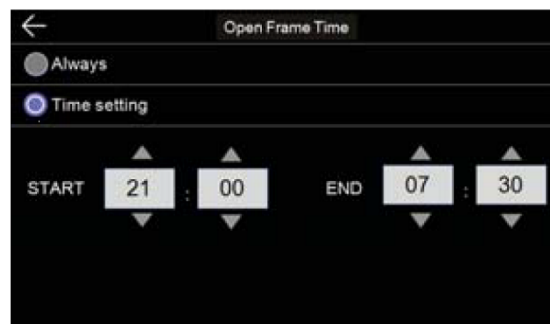 Open Frame Time
Always
Time setting
START 21 : 00 END 07 : 30